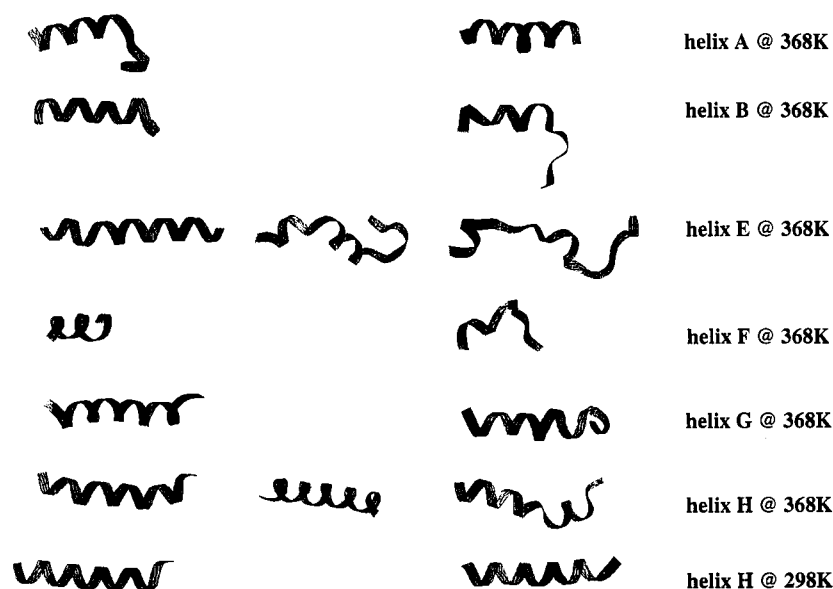 helix A @ 368K
helix B @ 368K
helix E @ 368K
helix F @ 368K
helix G @ 368K
helix H @ 368K
helix H @ 298K